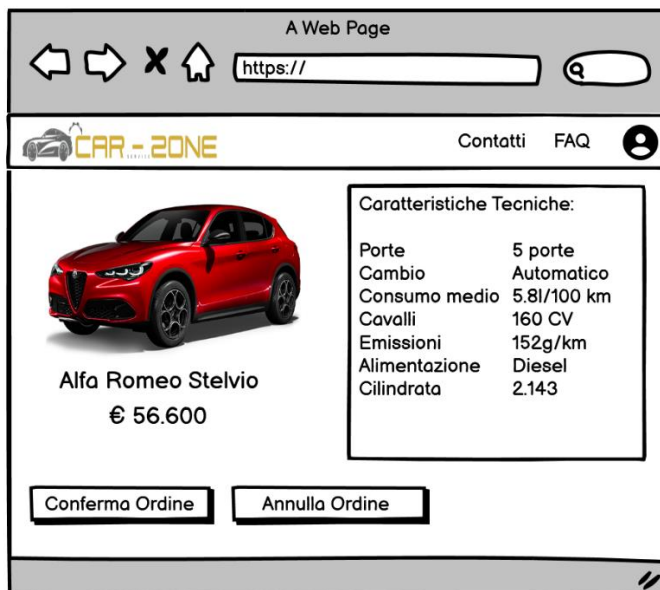 A Web Page
https://
CAR - ZONE
SERVICE
Contatti FAQ
Alfa Romeo Stelvio
€ 56.600
Caratteristiche Tecniche:
Porte 5 porte
Cambio Automatico
Consumo medio 5.8l/100 km
Cavalli 160 CV
Emissioni 152g/km
Alimentazione Diesel
Cilindrata 2.143
Conferma Ordine Annulla Ordine